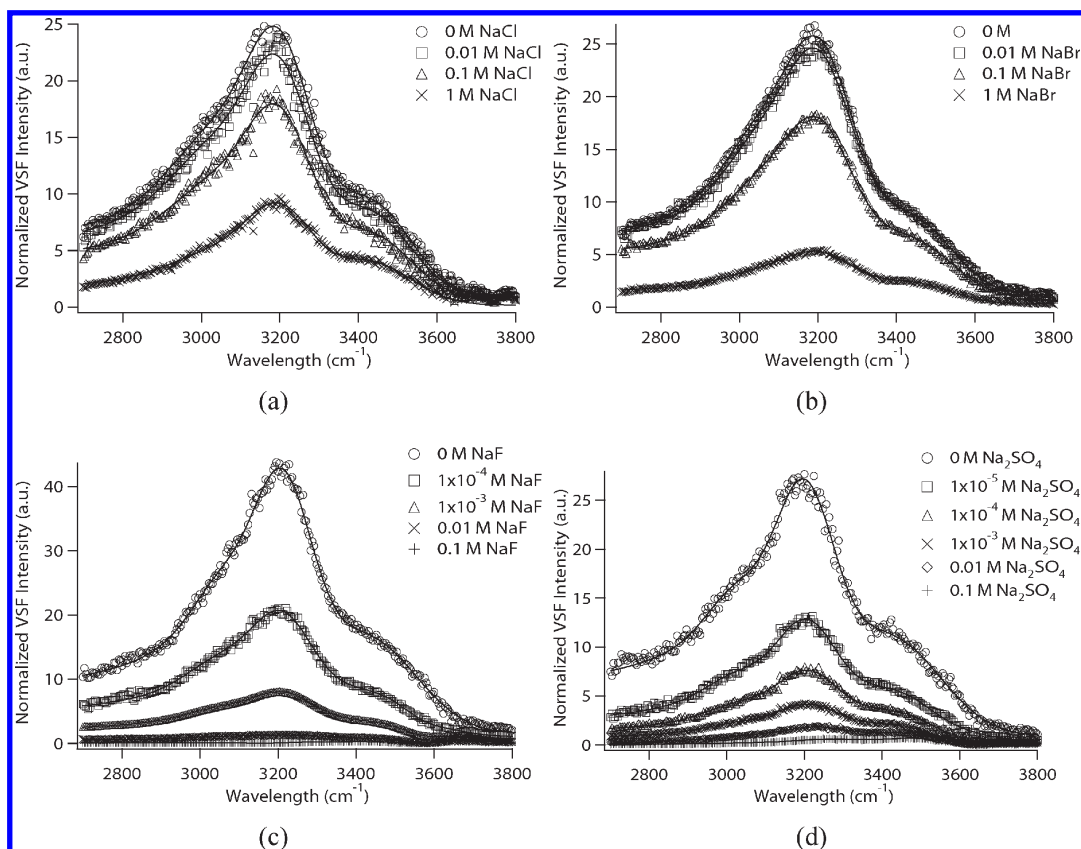 25
20
15
10
5
0
Normalized VSF Intensity (a.u.)
0 M NaCl
0.01 M NaCl
0.1 M NaCl
1 M NaCl
2800 3000 3200 3400 3600 3800
Wavelength (cm⁻¹)
(a)
25
20
15
10
5
0
Normalized VSF Intensity (a.u.)
0 M
0.01 M NaBr
0.1 M NaBr
1 M NaBr
2800 3000 3200 3400 3600 3800
Wavelength (cm⁻¹)
(b)
40
30
20
10
0
Normalized VSF Intensity (a.u.)
0 M NaF
1x10⁻⁴ M NaF
1x10⁻³ M NaF
0.01 M NaF
0.1 M NaF
2800 3000 3200 3400 3600 3800
Wavelength (cm⁻¹)
(c)
25
20
15
10
5
0
Normalized VSF Intensity (a.u.)
0 M Na₂SO₄
1x10⁻⁵ M Na₂SO₄
1x10⁻⁴ M Na₂SO₄
1x10⁻³ M Na₂SO₄
0.01 M Na₂SO₄
0.1 M Na₂SO₄
2800 3000 3200 3400 3600 3800
Wavelength (cm⁻¹)
(d)